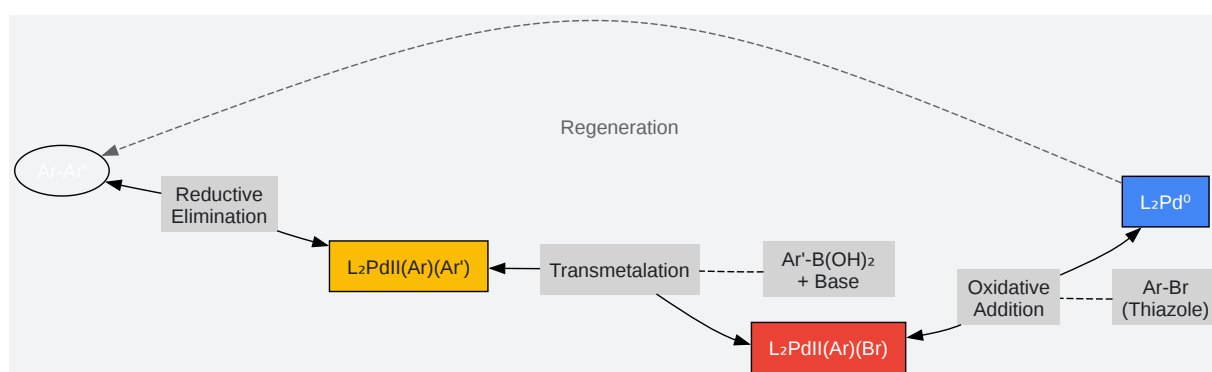 Regeneration
Ar-Ar'
Reductive
Elimination
L₂Pd⁰
L₂PdII(Ar)(Ar')
Transmetalation
Ar'-B(OH)₂
+ Base
Oxidative
Addition
Ar-Br
(Thiazole)
L₂PdII(Ar)(Br)